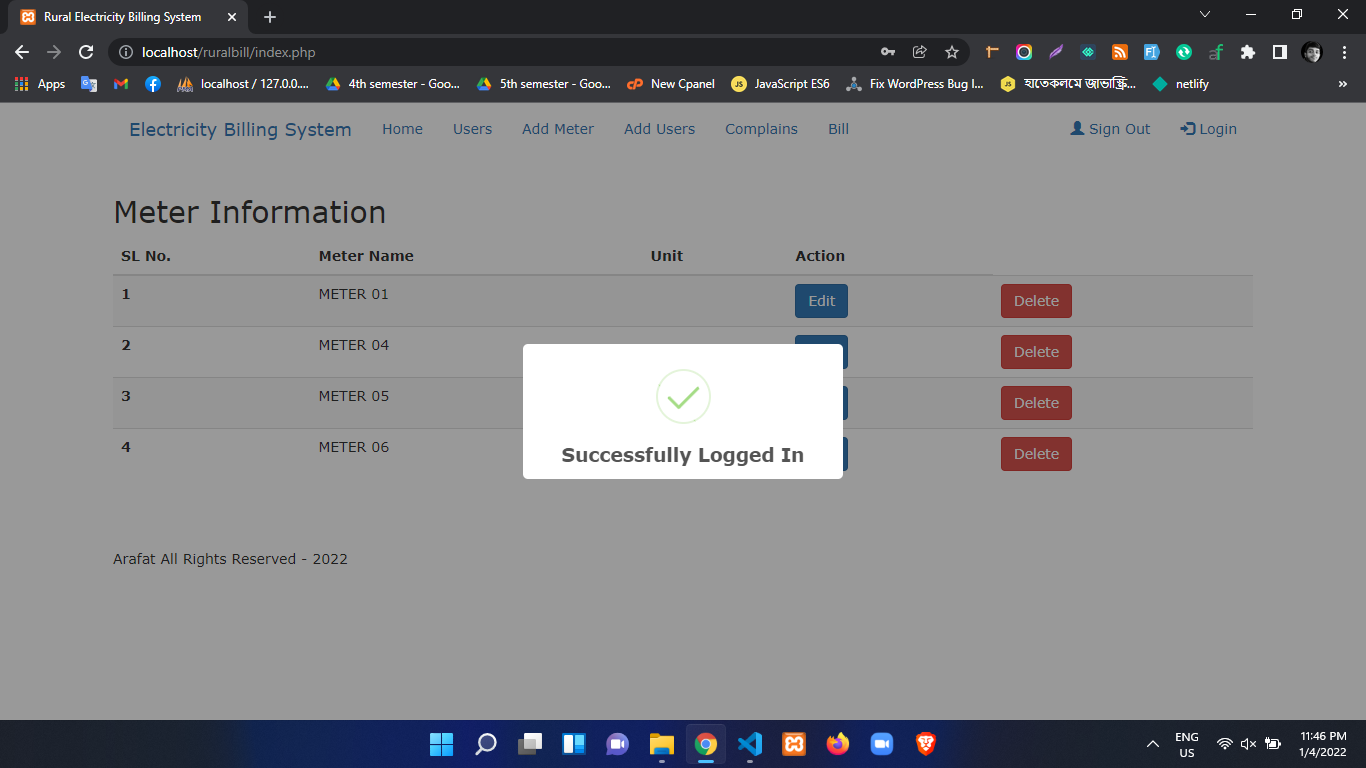 Rural Electricity Billing System
localhost/ruralbill/index.php
Apps localhost / 127.0.0.... 4th semester - Goo... 5th semester - Goo... New Cpanel JavaScript ES6 Fix WordPress Bug I... হাতেকলমে জাভাস্ক্রি... netlify
Electricity Billing System Home Users Add Meter Add Users Complains Bill Sign Out Login
Meter Information
SL No. Meter Name Unit Action
1 METER 01 Edit Delete
2 METER 04 Delete
3 METER 05 Delete
4 METER 06 Delete
Successfully Logged In
Arafat All Rights Reserved - 2022
ENG 11:46 PM
US 1/4/2022